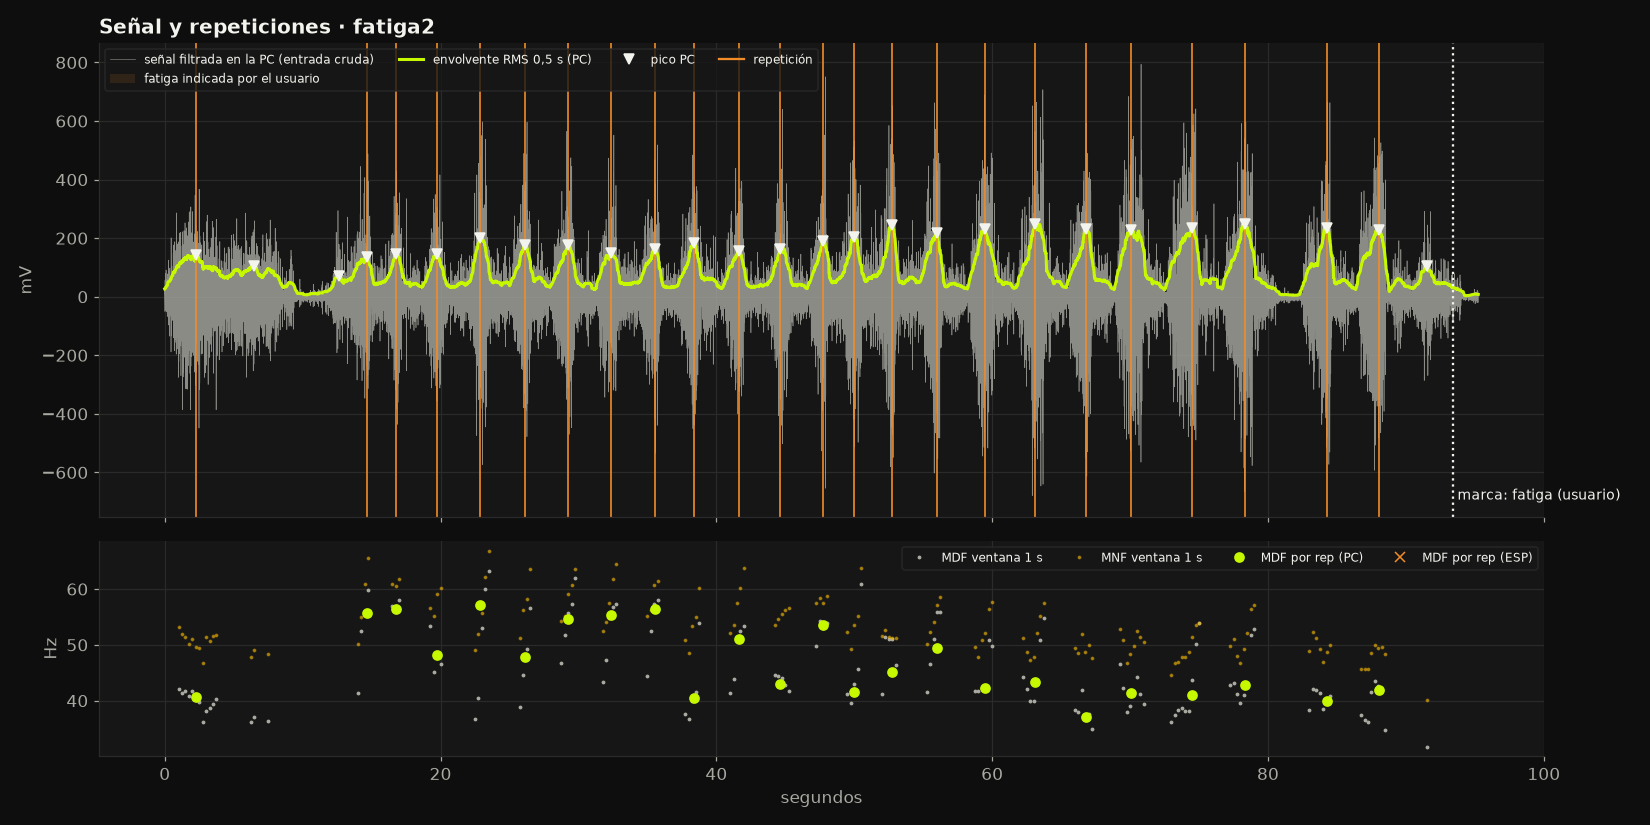 Señal y repeticiones · fatiga2
señal filtrada en la PC (entrada cruda)
envolvente RMS 0,5 s (PC)
pico PC
repetición
fatiga indicada por el usuario
800
600
400
200
0
−200
−400
−600
mV
marca: fatiga (usuario)
MDF ventana 1 s
MNF ventana 1 s
MDF por rep (PC)
MDF por rep (ESP)
60
50
40
Hz
0
20
40
60
80
100
segundos